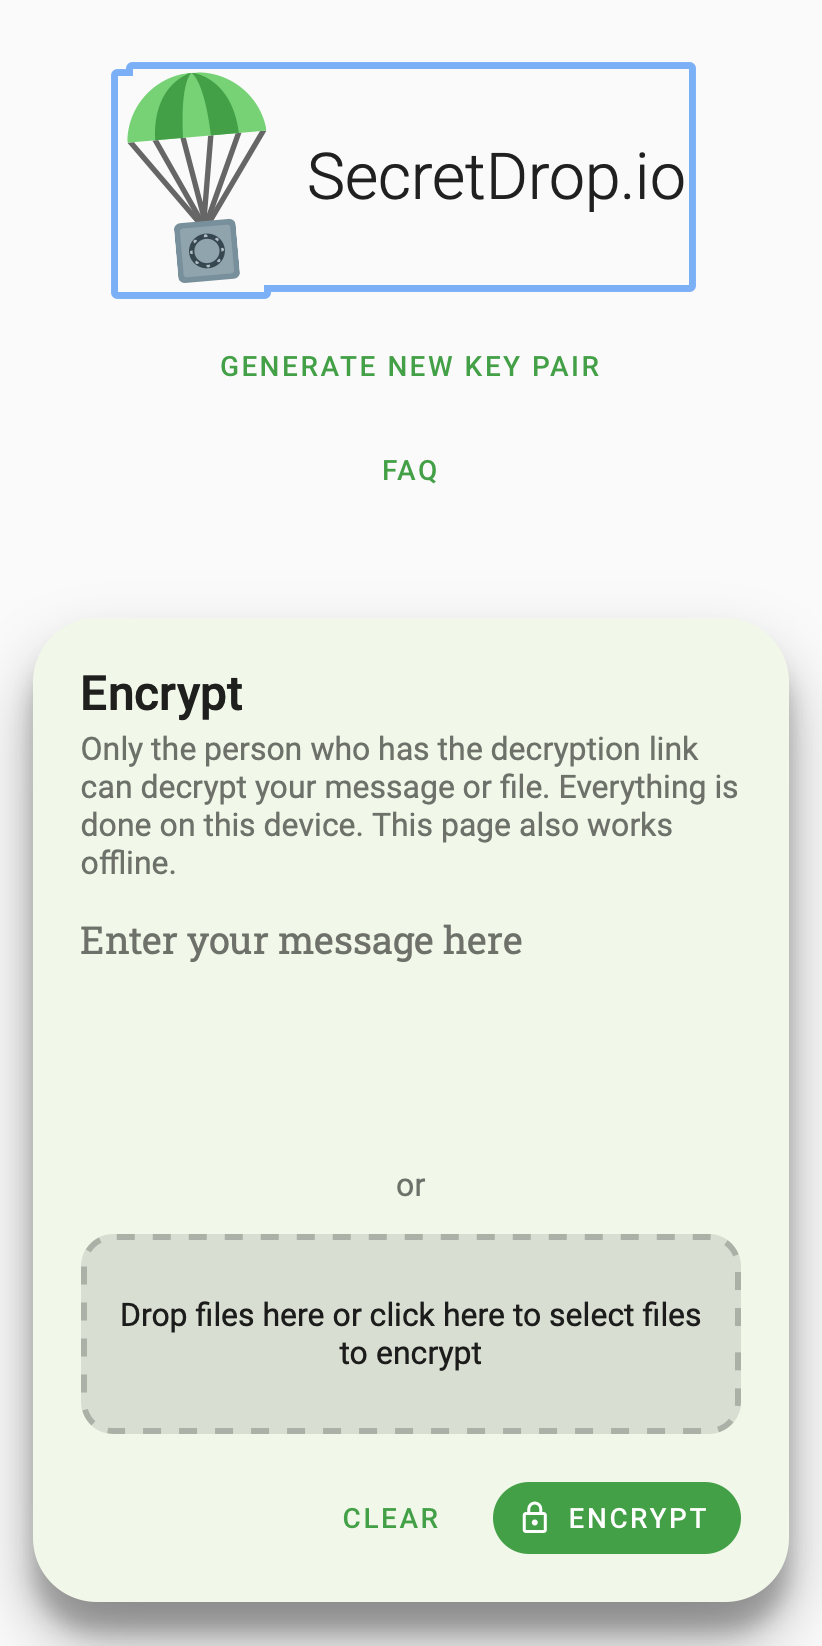 SecretDrop.io
GENERATE NEW KEY PAIR
FAQ
Encrypt
Only the person who has the decryption link
can decrypt your message or file. Everything is
done on this device. This page also works
offline.
Enter your message here
or
Drop files here or click here to select files
to encrypt
CLEAR
ENCRYPT